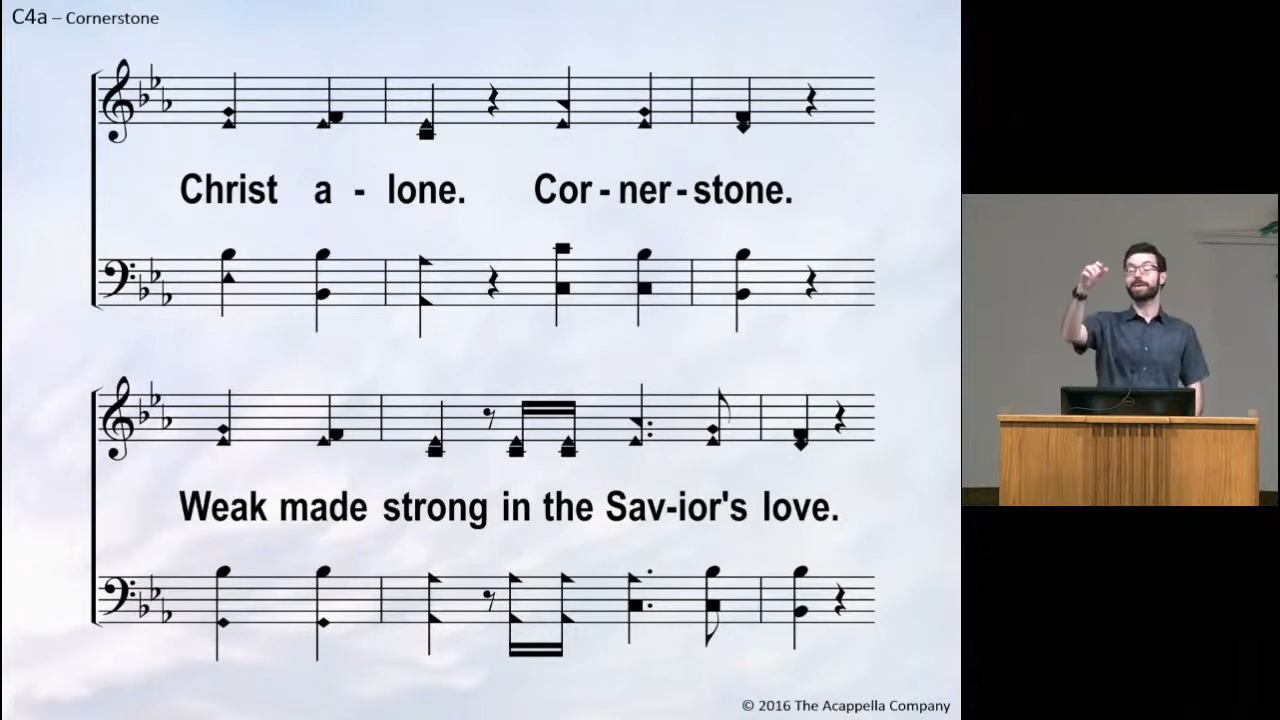 C4a – Cornerstone
Christ a - lone. Cor - ner - stone.
Weak made strong in the Sav-ior's love.
© 2016 The Acappella Company